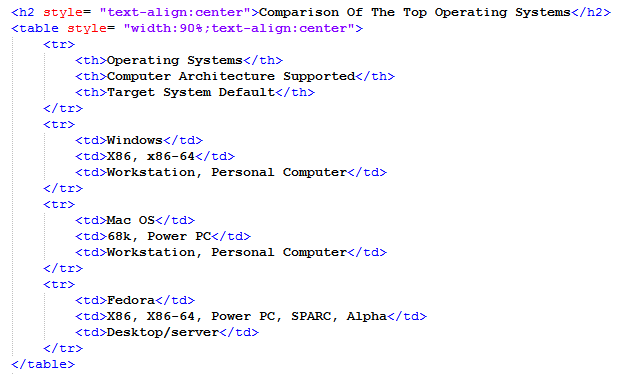 <h2 style= "text-align:center">Comparison Of The Top Operating Systems</h2>
<table style= "width:90%;text-align:center">
<tr>
<th>Operating Systems</th>
<th>Computer Architecture Supported</th>
<th>Target System Default</th>
</tr>
<tr>
<td>Windows</td>
<td>X86, x86-64</td>
<td>Workstation, Personal Computer</td>
</tr>
<tr>
<td>Mac OS</td>
<td>68k, Power PC</td>
<td>Workstation, Personal Computer</td>
</tr>
<tr>
<td>Fedora</td>
<td>X86, X86-64, Power PC, SPARC, Alpha</td>
<td>Desktop/server</td>
</tr>
</table>